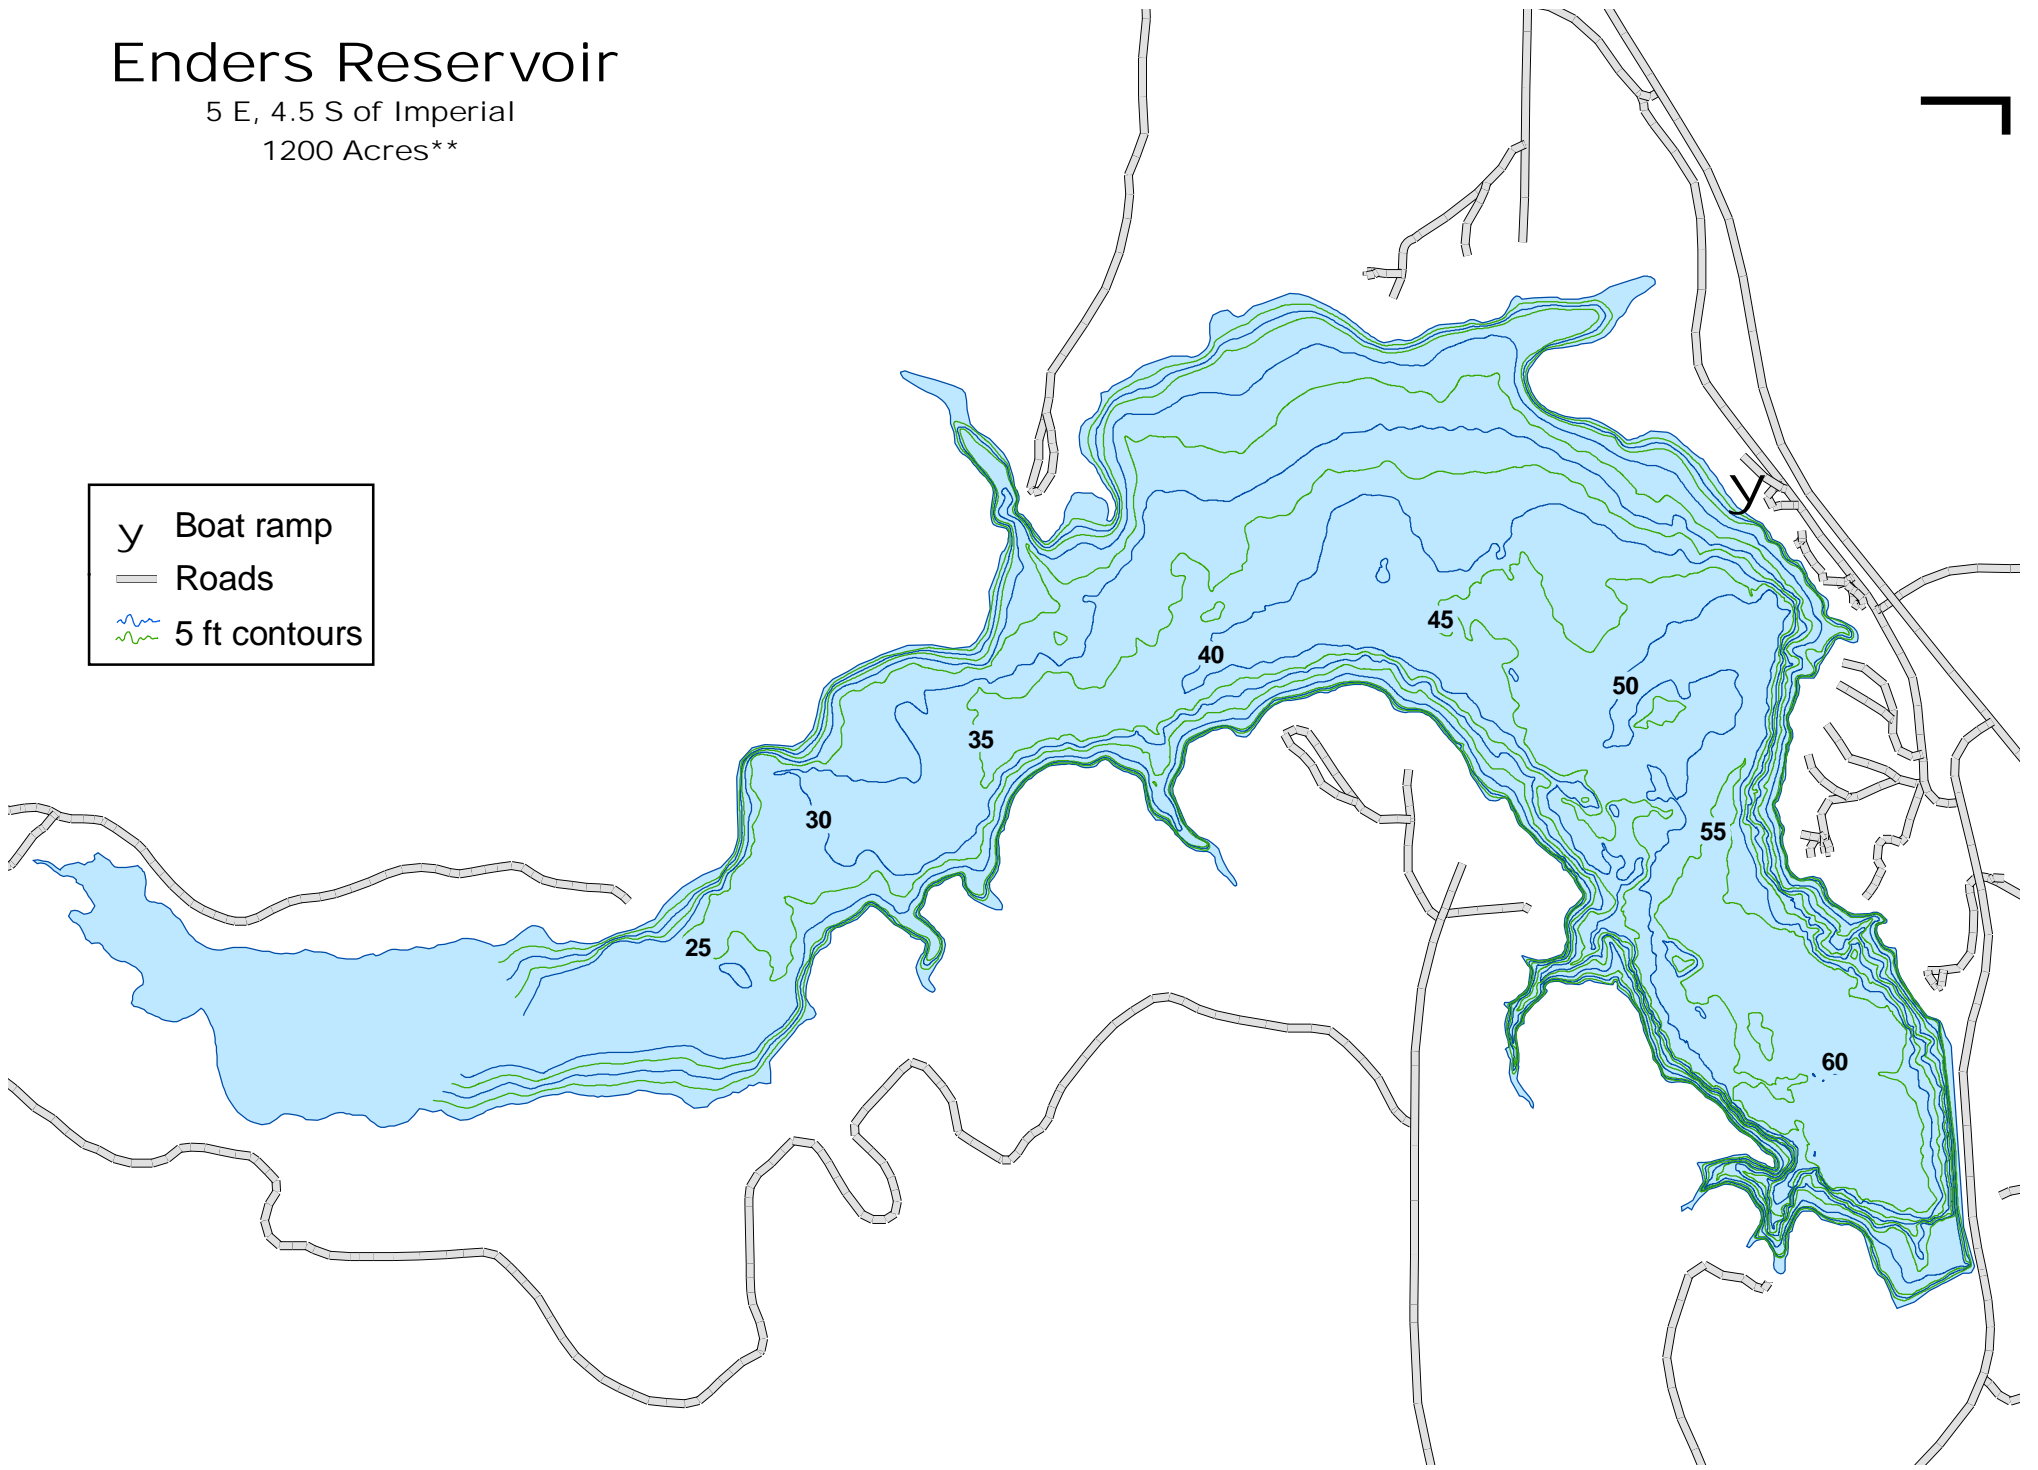 Enders Reservoir
5 E, 4.5 S of Imperial
1200 Acres**
y
y Boat ramp
Roads
5 ft contours
45
40
50
35
30
55
25
60